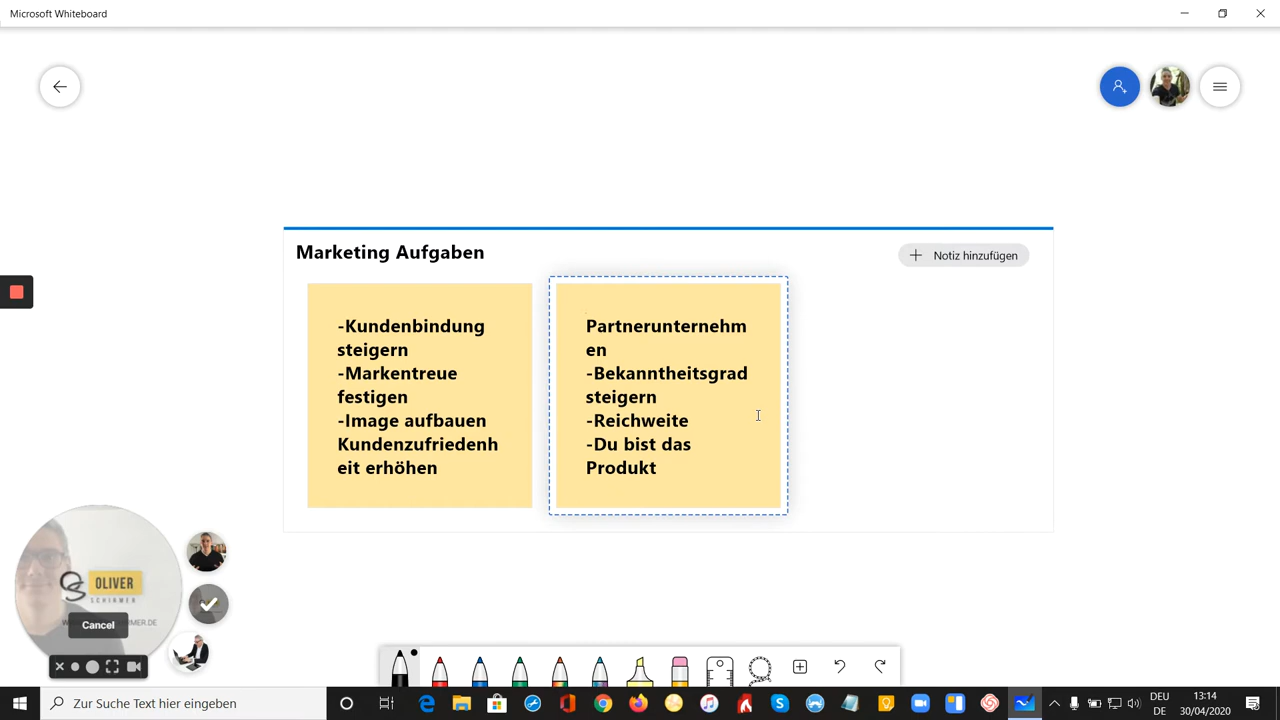 Microsoft Whiteboard
Marketing Aufgaben
Notiz hinzufügen
-Kundenbindung
steigern
-Markentreue
festigen
-Image aufbauen
Kundenzufriedenh
eit erhöhen
Partnerunternehm
en
-Bekanntheitsgrad
steigern
-Reichweite
-Du bist das
Produkt
OLIVER
SCHIRMER
Cancel
Zur Suche Text hier eingeben
DEU
DE
13:14
30/04/2020